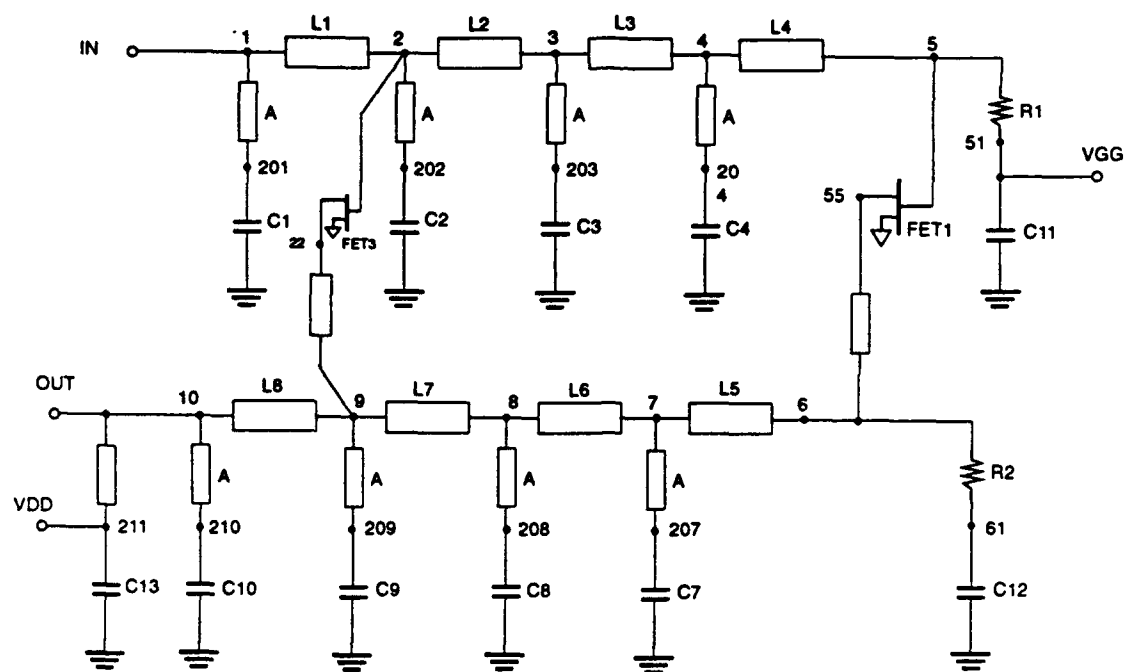 L1
L2
L3
L4
IN
1
2
3
4
5
A
A
A
A
R1
51
VGG
201
202
203
20
4
55
C1
C2
C3
C4
FET3
FET1
C11
22
OUT
10
L8
9
L7
8
L6
7
L5
6
A
A
A
A
R2
VDD
211
210
209
208
207
61
C13
C10
C9
C8
C7
C12